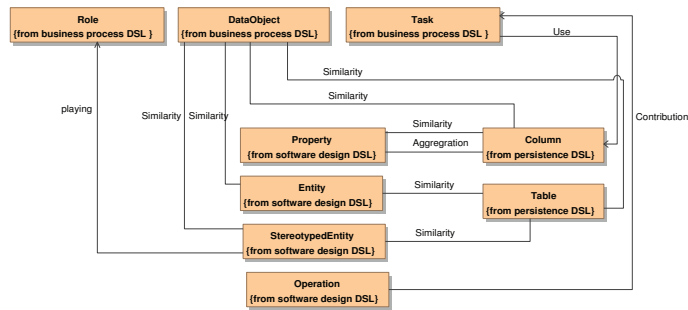 Role
{from business process DSL }
DataObject
{from business process DSL}
Task
{from business process DSL }
Use
Similarity
Similarity
playing
Similarity
Similarity
Contribution
Similarity
Property
{from software design DSL}
Aggregration
Column
{from persistence DSL}
Entity
{from software design DSL}
Similarity
Table
{from persistence DSL}
StereotypedEntity
{from software design DSL}
Similarity
Operation
{from software design DSL}